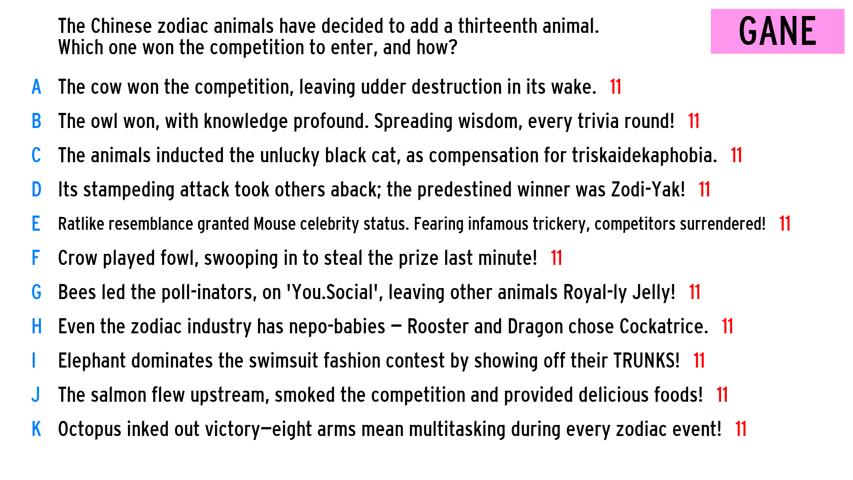 The Chinese zodiac animals have decided to add a thirteenth animal.
Which one won the competition to enter, and how?
GANE
A The cow won the competition, leaving udder destruction in its wake. 11
B The owl won, with knowledge profound. Spreading wisdom, every trivia round! 11
C The animals inducted the unlucky black cat, as compensation for triskaidekaphobia. 11
D Its stampeding attack took others aback; the predestined winner was Zodi-Yak! 11
E Ratlike resemblance granted Mouse celebrity status. Fearing infamous trickery, competitors surrendered! 11
F Crow played fowl, swooping in to steal the prize last minute! 11
G Bees led the poll-inators, on 'You.Social', leaving other animals Royal-ly Jelly! 11
H Even the zodiac industry has nepo-babies – Rooster and Dragon chose Cockatrice. 11
I Elephant dominates the swimsuit fashion contest by showing off their TRUNKS! 11
J The salmon flew upstream, smoked the competition and provided delicious foods! 11
K Octopus inked out victory—eight arms mean multitasking during every zodiac event! 11